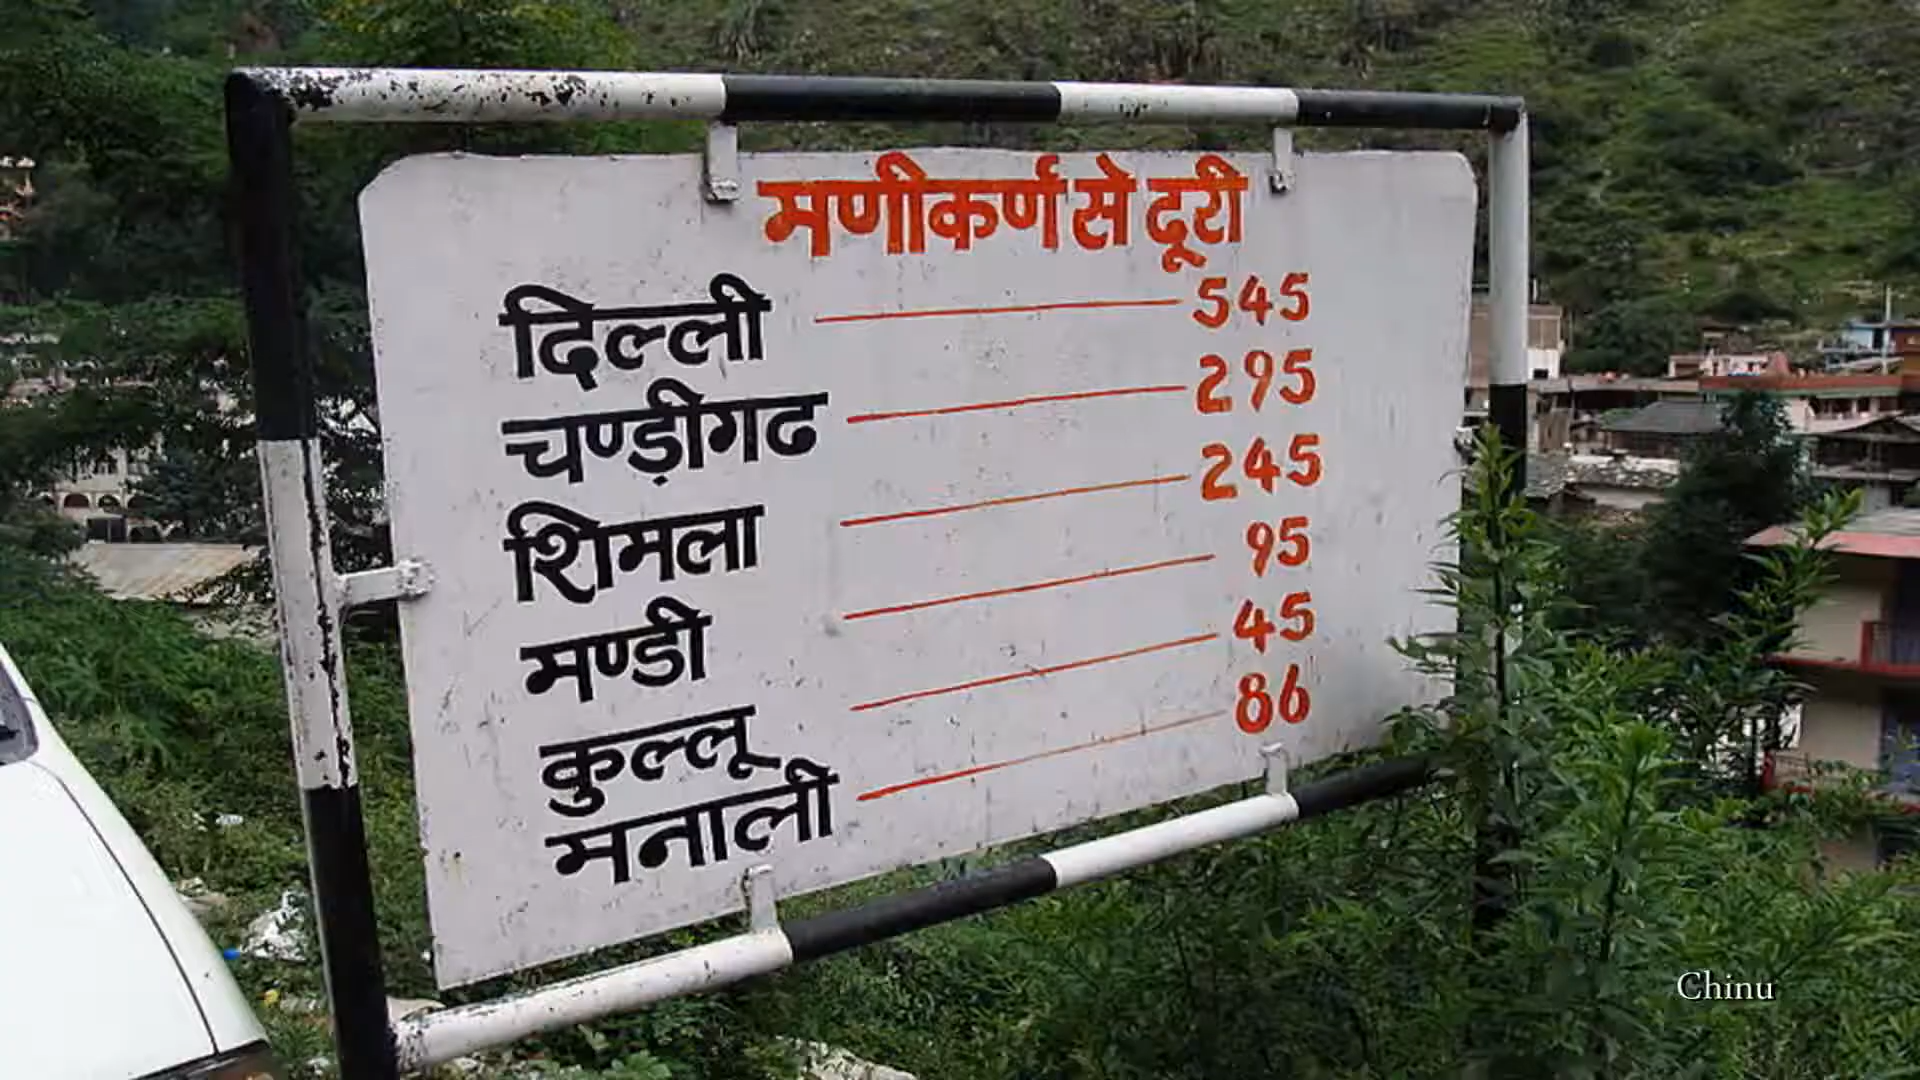 मणीकर्ण से दूरी
दिल्ली 545
चण्ड़ीगढ 295
शिमला 245
मण्डी 95
कुल्लू 45
मनाली 86
Chinu